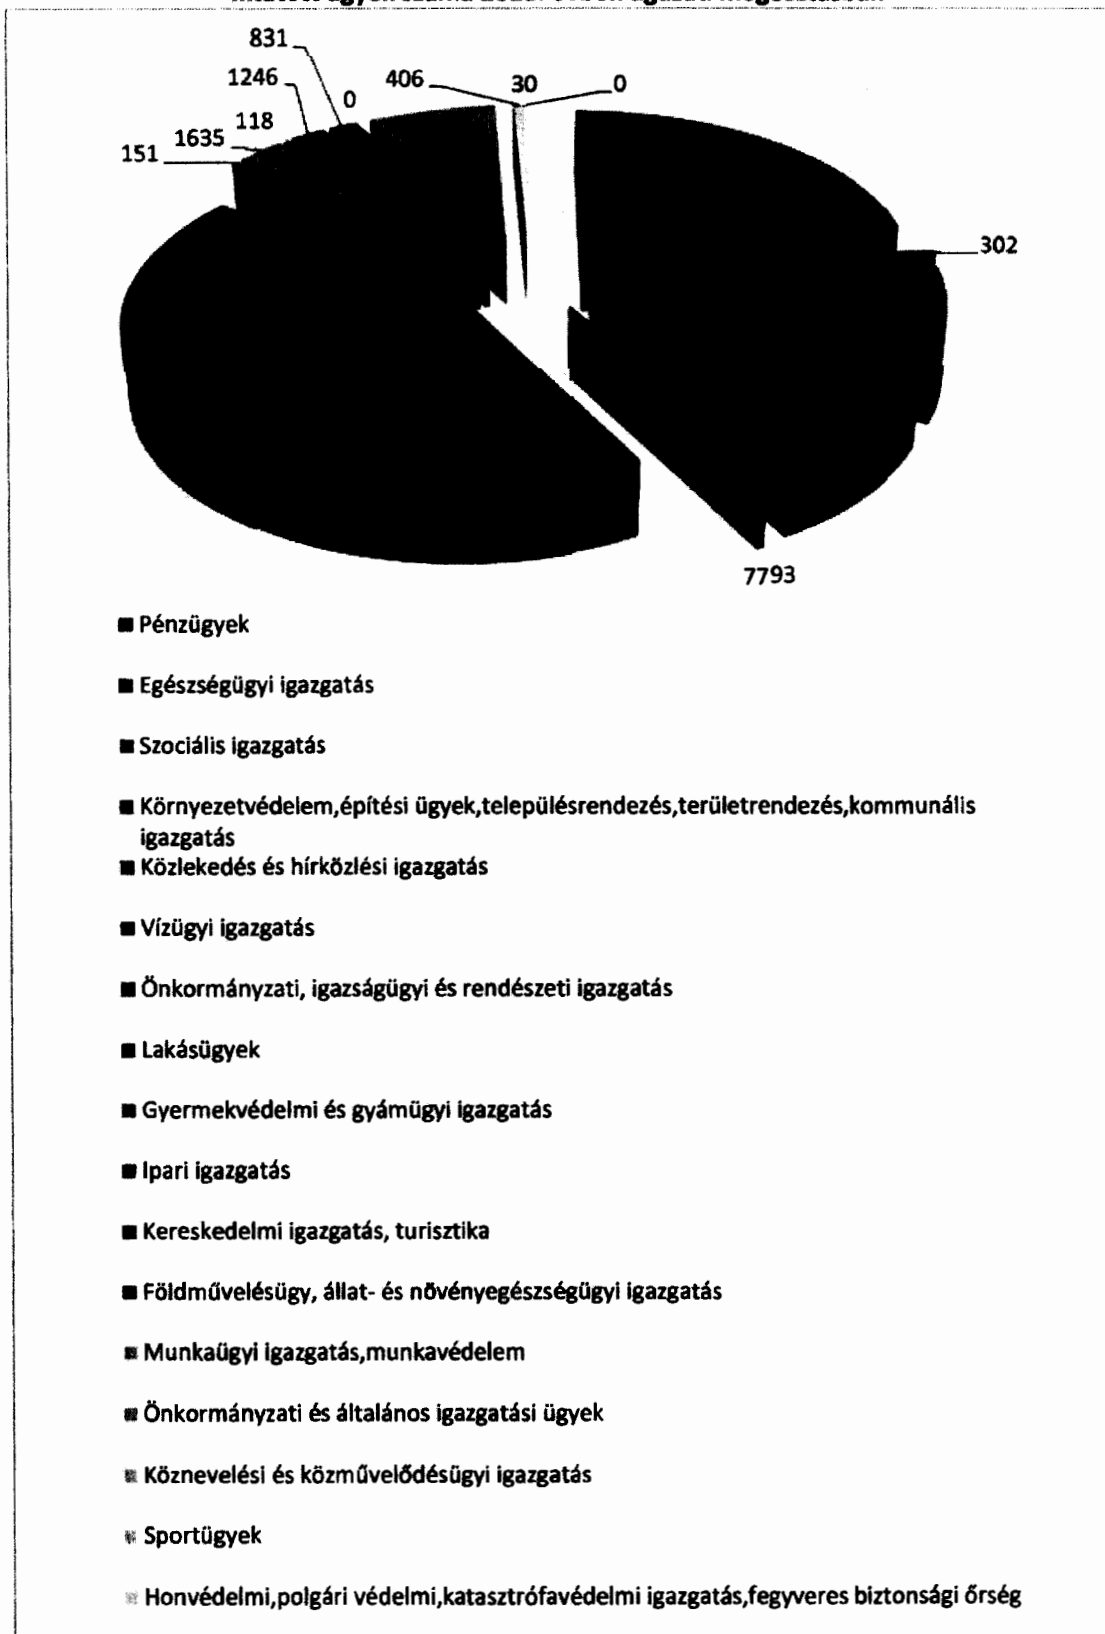 831
1246
406
30
0
0
118
1635
151
302
7793
Pénzügyek
Egészségügyi igazgatás
Szociális igazgatás
Környezetvédelem,építési ügyek,településrendezés,területrendezés,kommunális
igazgatás
Közlekedés és hírközlési igazgatás
Vízügyi igazgatás
Önkormányzati, igazságügyi és rendészeti igazgatás
Lakásügyek
Gyermekvédelmi és gyámügyi igazgatás
Ipari igazgatás
Kereskedelmi igazgatás, turisztika
Földművelésügy, állat- és növényegészségügyi igazgatás
Munkaügyi igazgatás,munkavédelem
Önkormányzati és általános igazgatási ügyek
Köznevelési és közművelődésügyi igazgatás
Sportügyek
Honvédelmi,polgári védelmi,katasztrófavédelmi igazgatás,fegyveres biztonsági őrség